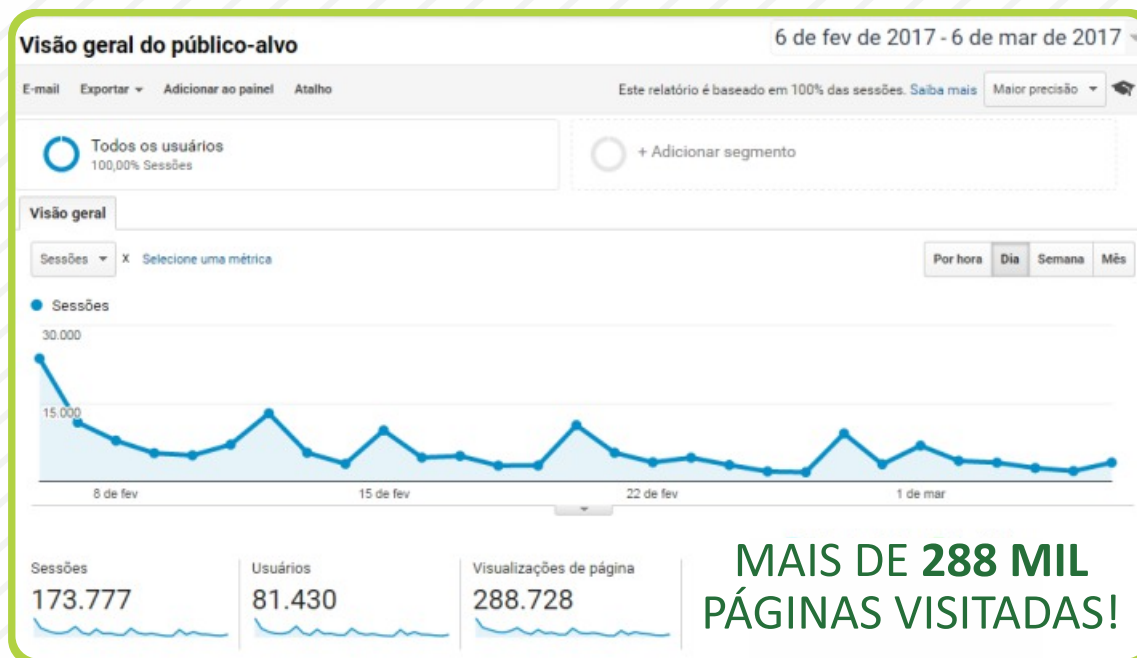 Visão geral do público-alvo
6 de fev de 2017 - 6 de mar de 2017
E-mail Exportar Adicionar ao painel Atalho
Este relatório é baseado em 100% das sessões. Saiba mais Maior precisão
Todos os usuários
100,00% Sessões
+ Adicionar segmento
Visão geral
Sessões X Selecione uma métrica
Por hora Dia Semana Mês
Sessões
30.000
15.000
8 de fev 15 de fev 22 de fev 1 de mar
Sessões
173.777
Usuários
81.430
Visualizações de página
288.728
MAIS DE 288 MIL
PÁGINAS VISITADAS!